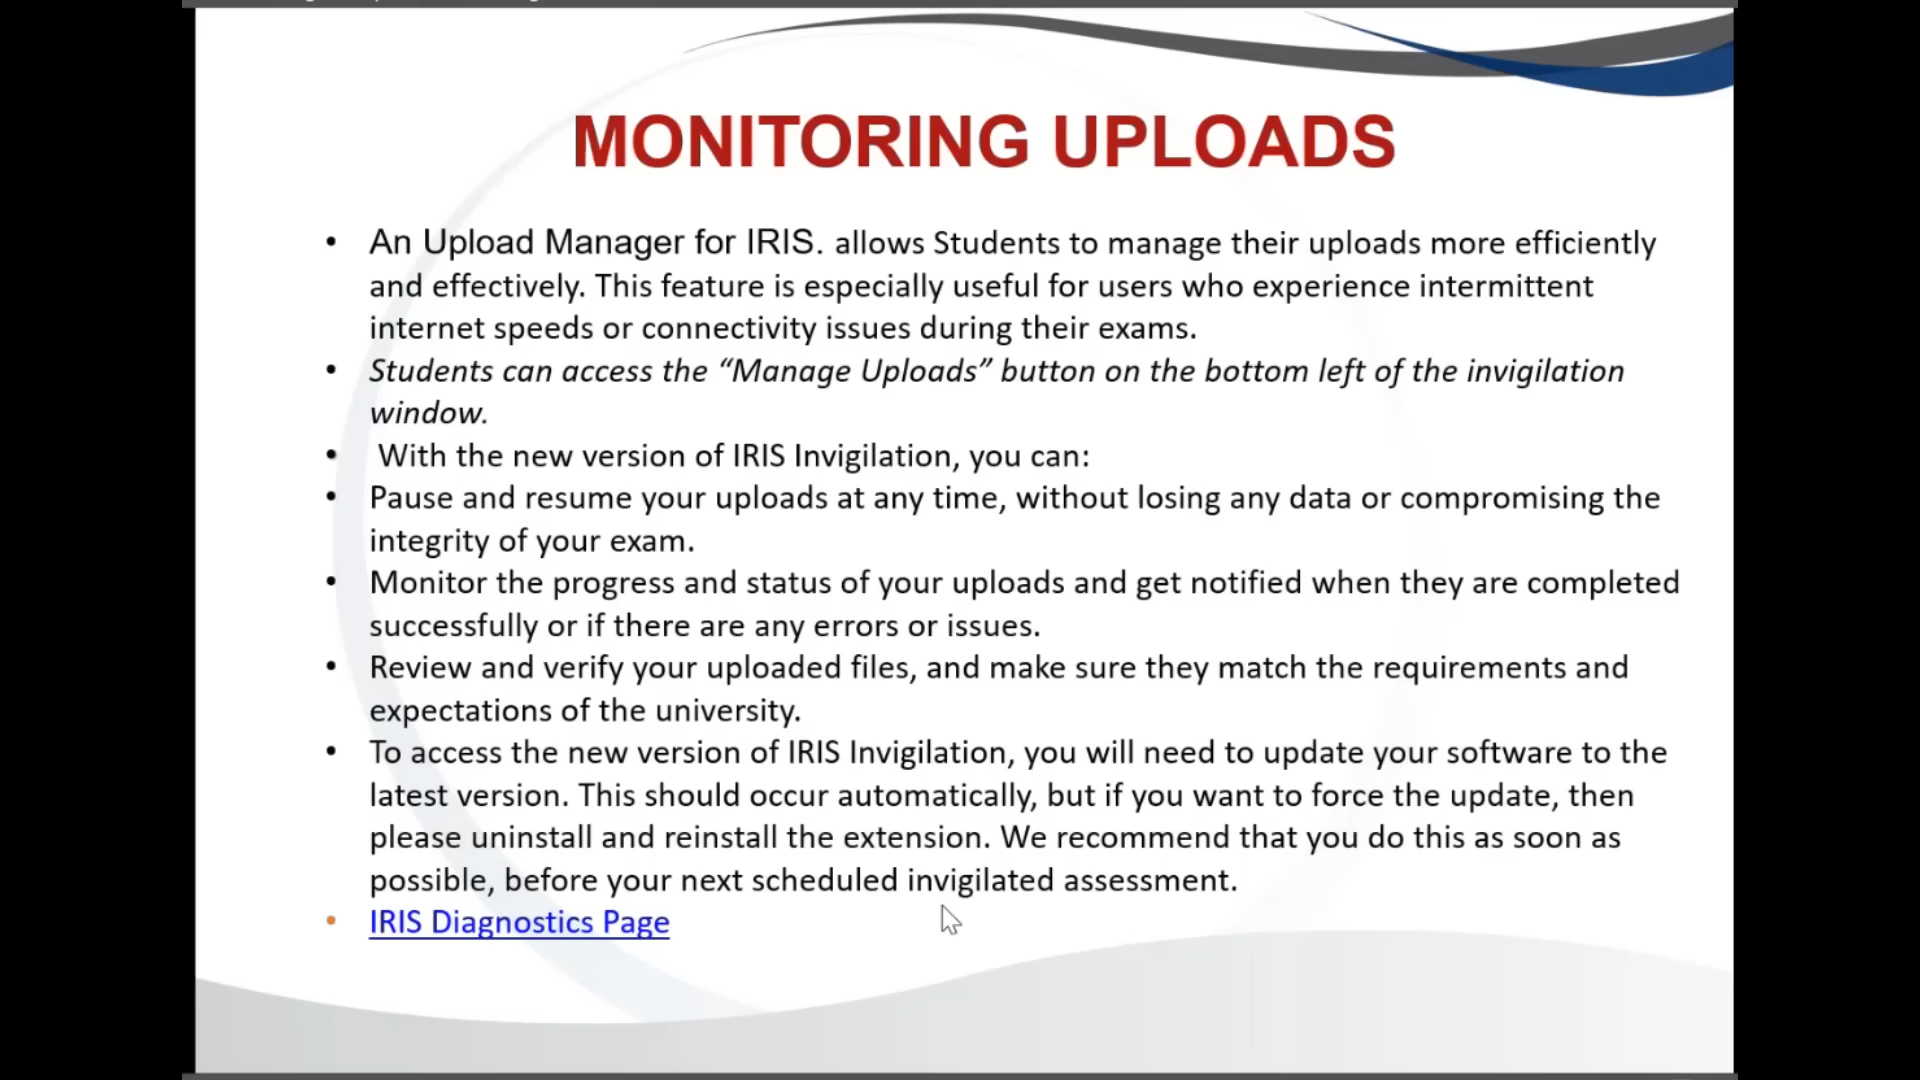 MONITORING UPLOADS
• An Upload Manager for IRIS. allows Students to manage their uploads more efficiently
and effectively. This feature is especially useful for users who experience intermittent
internet speeds or connectivity issues during their exams.
• Students can access the “Manage Uploads” button on the bottom left of the invigilation
window.
• With the new version of IRIS Invigilation, you can:
• Pause and resume your uploads at any time, without losing any data or compromising the
integrity of your exam.
• Monitor the progress and status of your uploads and get notified when they are completed
successfully or if there are any errors or issues.
• Review and verify your uploaded files, and make sure they match the requirements and
expectations of the university.
• To access the new version of IRIS Invigilation, you will need to update your software to the
latest version. This should occur automatically, but if you want to force the update, then
please uninstall and reinstall the extension. We recommend that you do this as soon as
possible, before your next scheduled invigilated assessment.
• IRIS Diagnostics Page